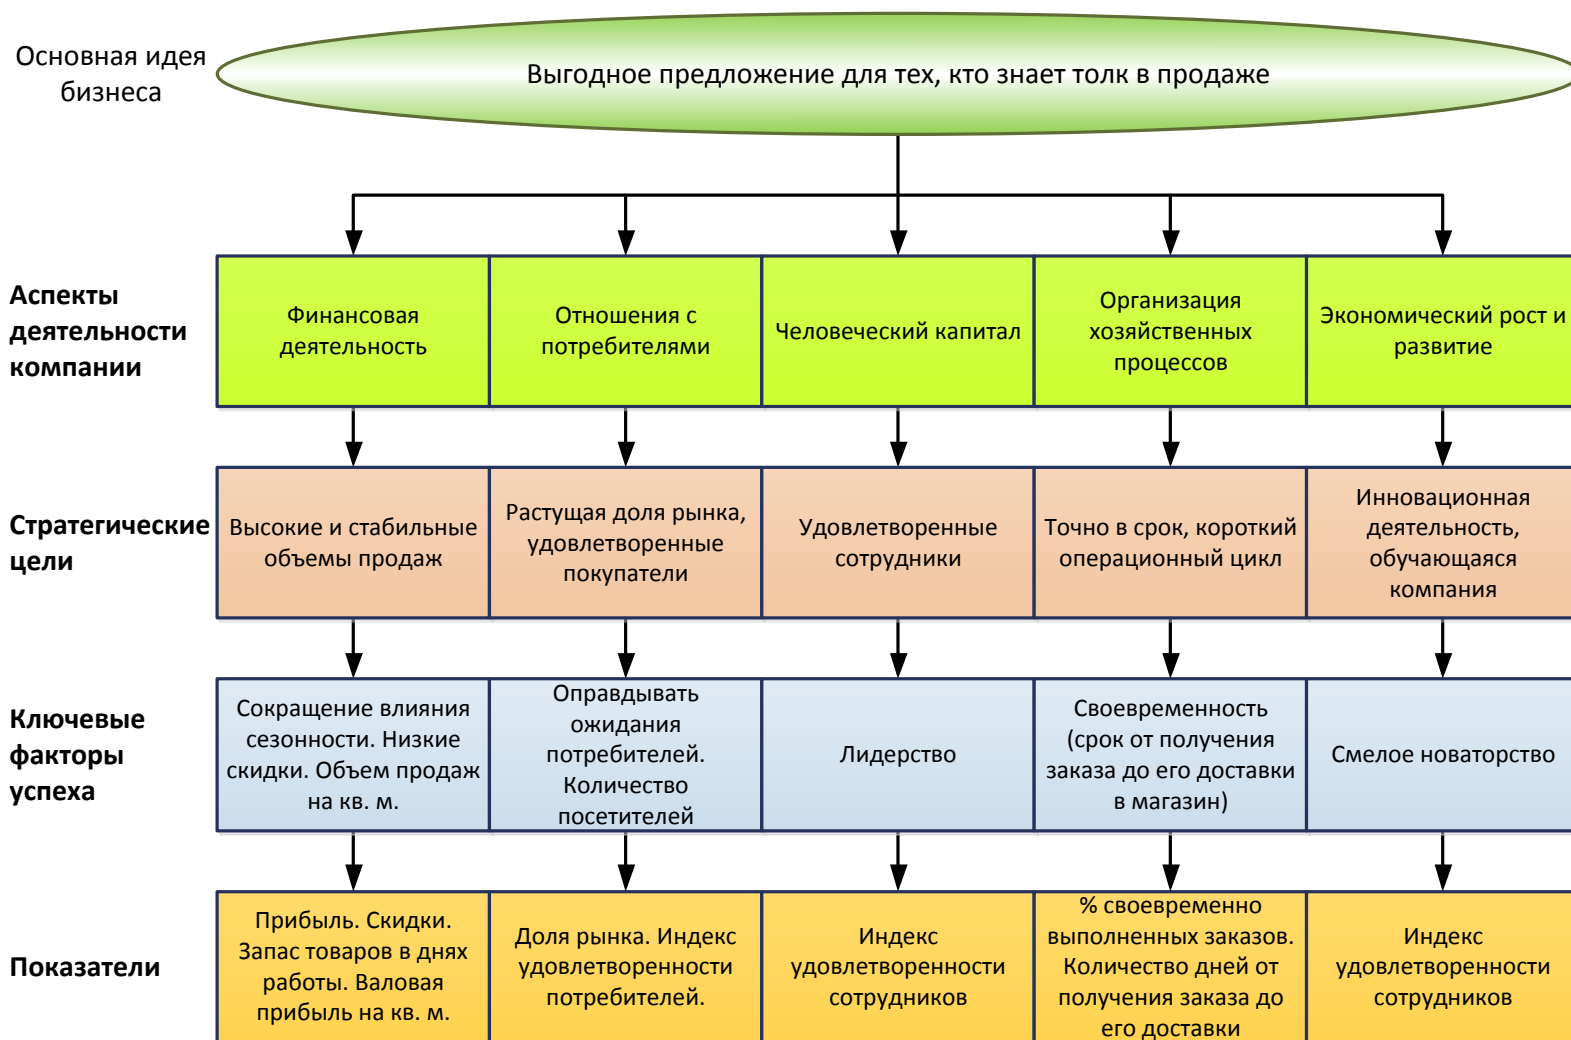 Основная идея
бизнеса
Выгодное предложение для тех, кто знает толк в продаже
Аспекты
деятельности
компании
Финансовая
деятельность
Отношения с
потребителями
Человеческий капитал
Организация
хозяйственных
процессов
Экономический рост и
развитие
Стратегические
цели
Высокие и стабильные
объемы продаж
Растущая доля рынка,
удовлетворенные
покупатели
Удовлетворенные
сотрудники
Точно в срок, короткий
операционный цикл
Инновационная
деятельность,
обучающаяся
компания
Ключевые
факторы
успеха
Сокращение влияния
сезонности. Низкие
скидки. Объем продаж
на кв. м.
Оправдывать
ожидания
потребителей.
Количество
посетителей
Лидерство
Своевременность
(срок от получения
заказа до его доставки
в магазин)
Смелое новаторство
Показатели
Прибыль. Скидки.
Запас товаров в днях
работы. Валовая
прибыль на кв. м.
Доля рынка. Индекс
удовлетворенности
потребителей.
Индекс
удовлетворенности
сотрудников
% своевременно
выполненных заказов.
Количество дней от
получения заказа до
его доставки
Индекс
удовлетворенности
сотрудников